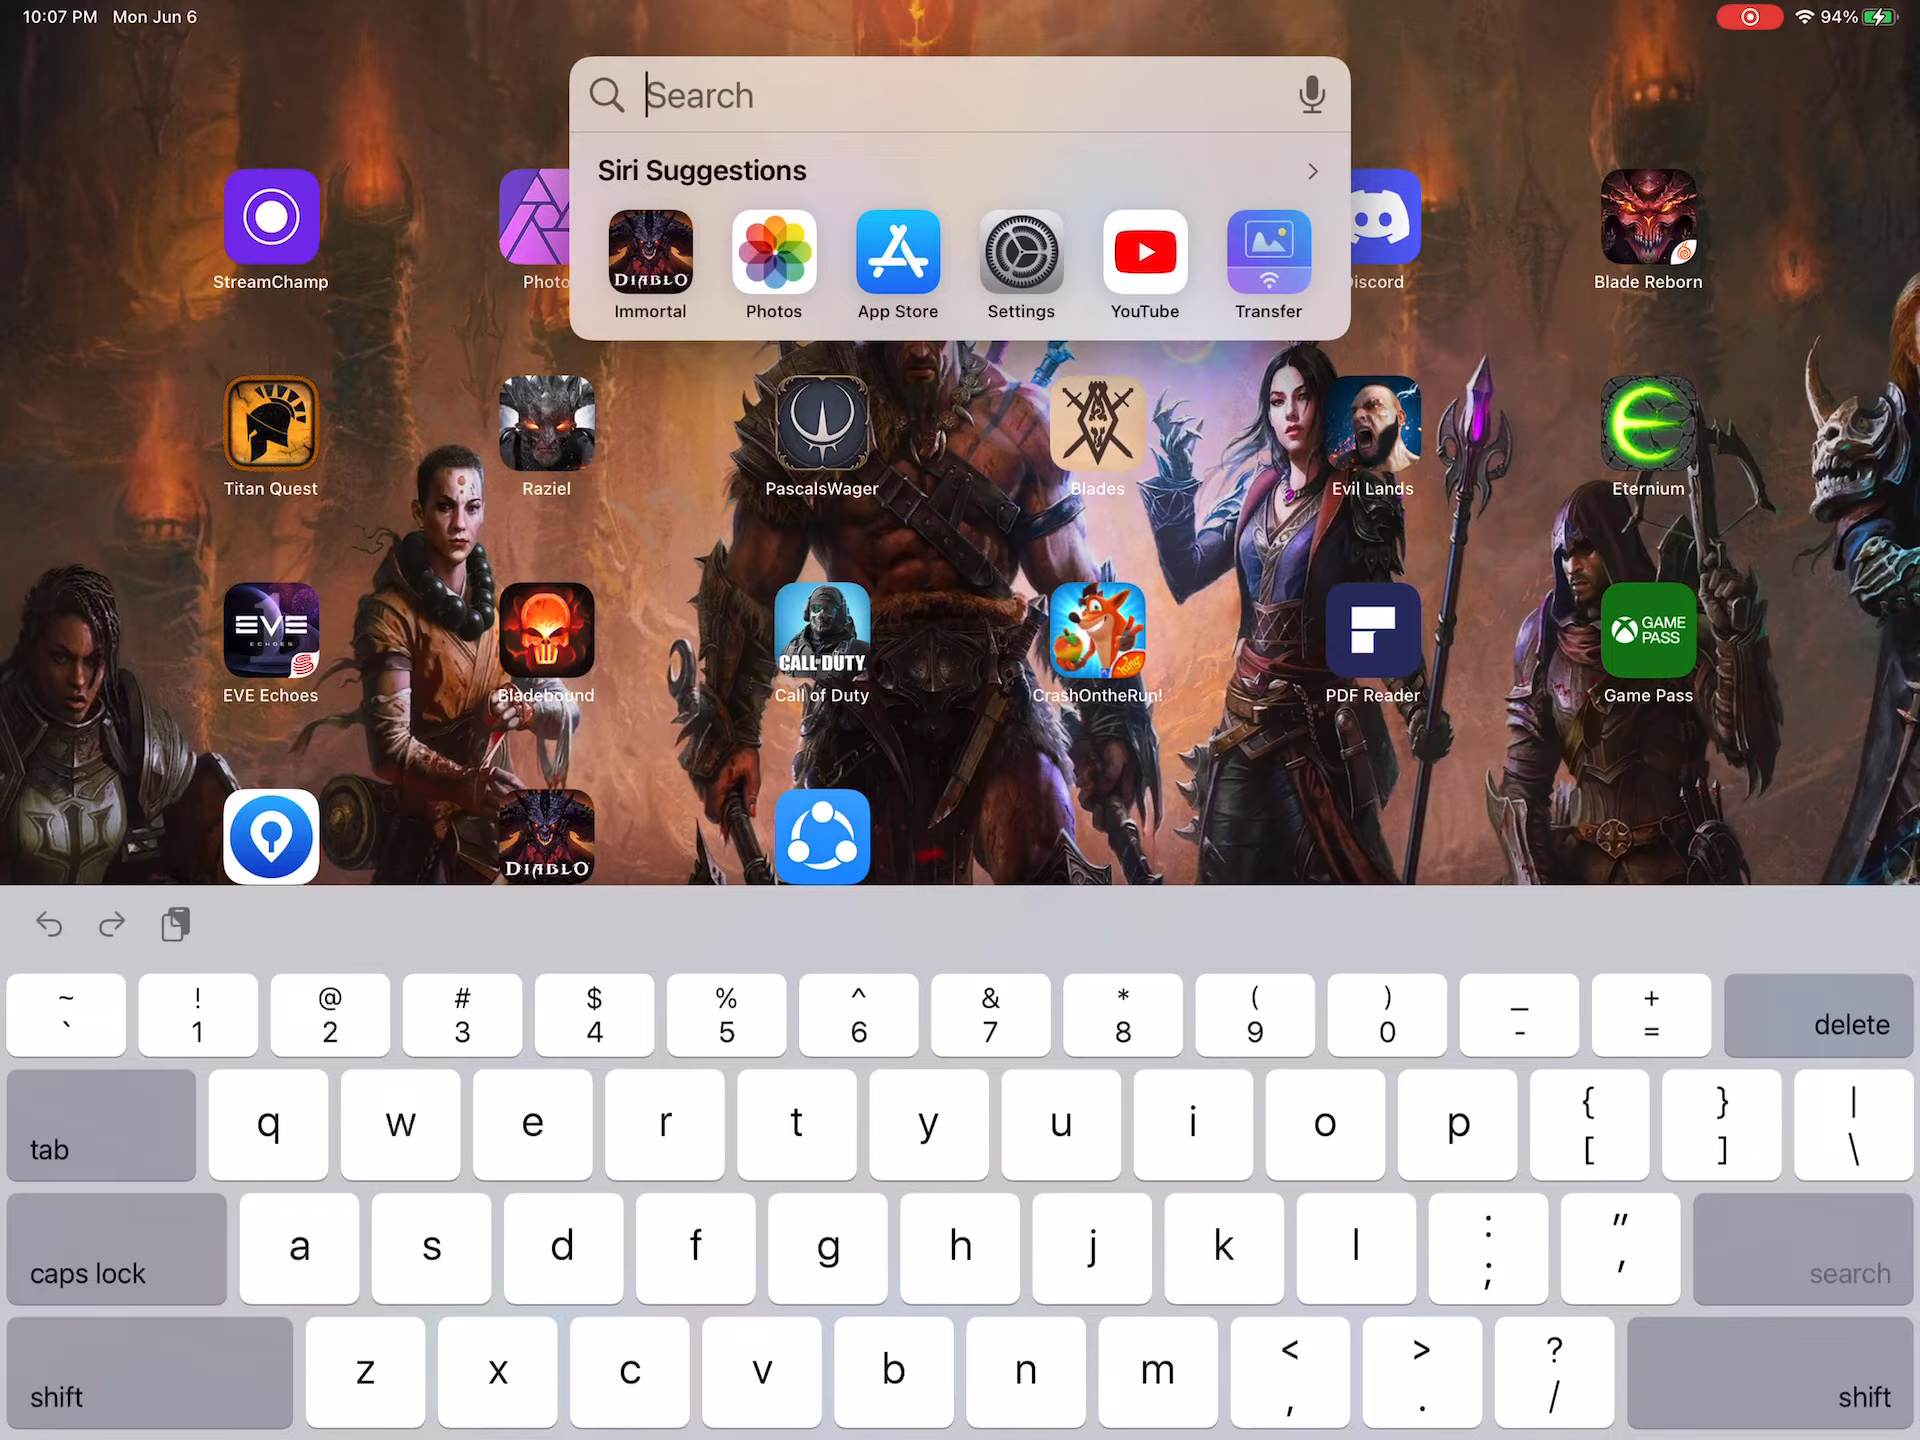 10:07 PM Mon Jun 6
94%
Search
Siri Suggestions
DIABLO
Immortal
Photos
App Store
Settings
YouTube
Transfer
StreamChamp
Photo
iscord
Blade Reborn
Titan Quest
Raziel
PascalsWager
Blades
Evil Lands
Eternium
EVE
ECHOES
CALL OF DUTY
king
GAME PASS
EVE Echoes
Bladebound
Call of Duty
CrashOntheRun!
PDF Reader
Game Pass
DIABLO
~ ! @ # $ % ^ & * ( ) _ +
` 1 2 3 4 5 6 7 8 9 0 - = delete
tab q w e r t y u i o p { [ } ] | \
caps lock a s d f g h j k l : ; " ' search
shift z x c v b n m < , > . ? / shift